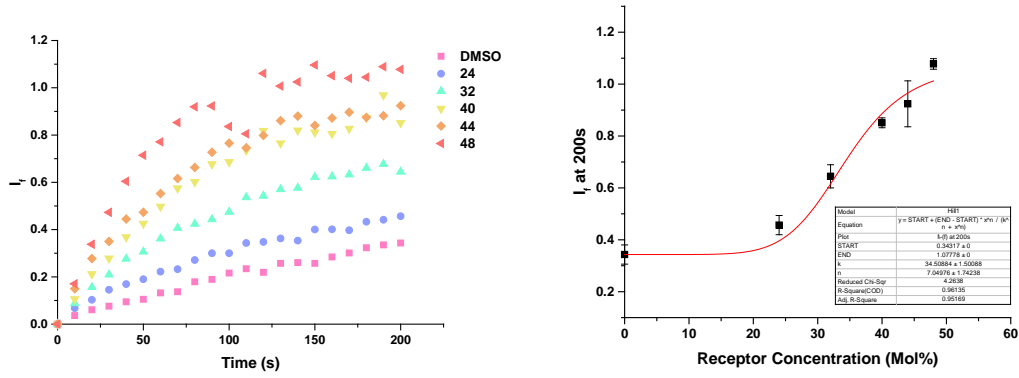 1.2
1.0
0.8
0.6
0.4
0.2
0.0
0
50
100
150
200
I_f
Time (s)
DMSO
24
32
40
44
48
1.2
1.0
0.8
0.6
0.4
0.2
0
10
20
30
40
50
60
I_f at 200s
Receptor Concentration (Mol%)
Model Hill1
Equation y = START + (END - START) * x^n / (k^
n + x^n)
Plot at 200s
START 0.34317 ± 0
END 1.07778 ± 0
k 34.50884 ± 1.50088
n 7.04976 ± 1.74238
Reduced Chi-Sqr 4.2638
R-Square(COD) 0.96135
Adj. R-Square 0.95169